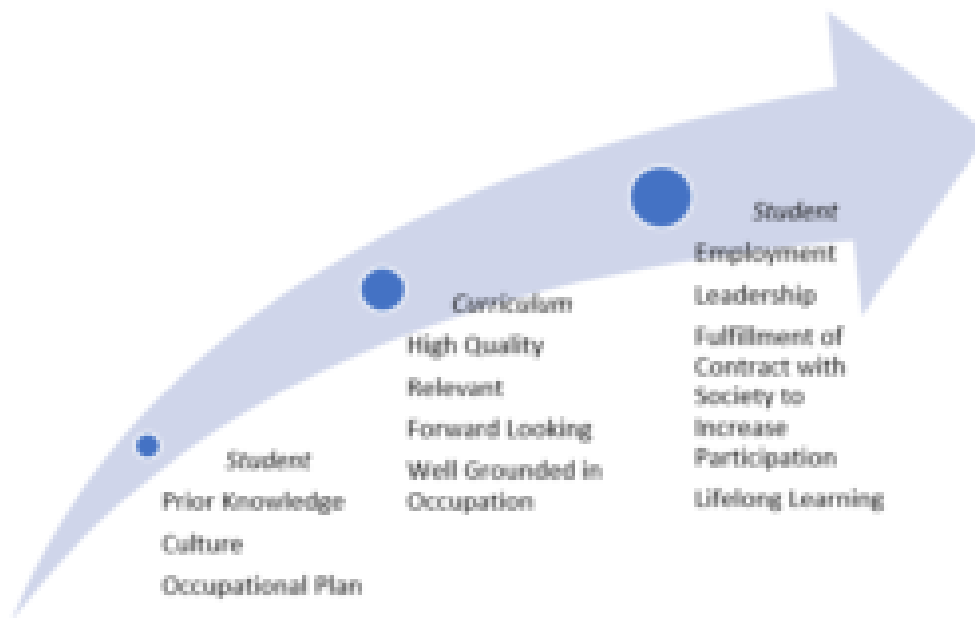 Student
Prior Knowledge
Culture
Occupational Plan
Curriculum
High Quality
Relevant
Forward Looking
Well Grounded in
Occupation
Student
Employment
Leadership
Fulfillment of
Contract with
Society to
Increase
Participation
Lifelong Learning